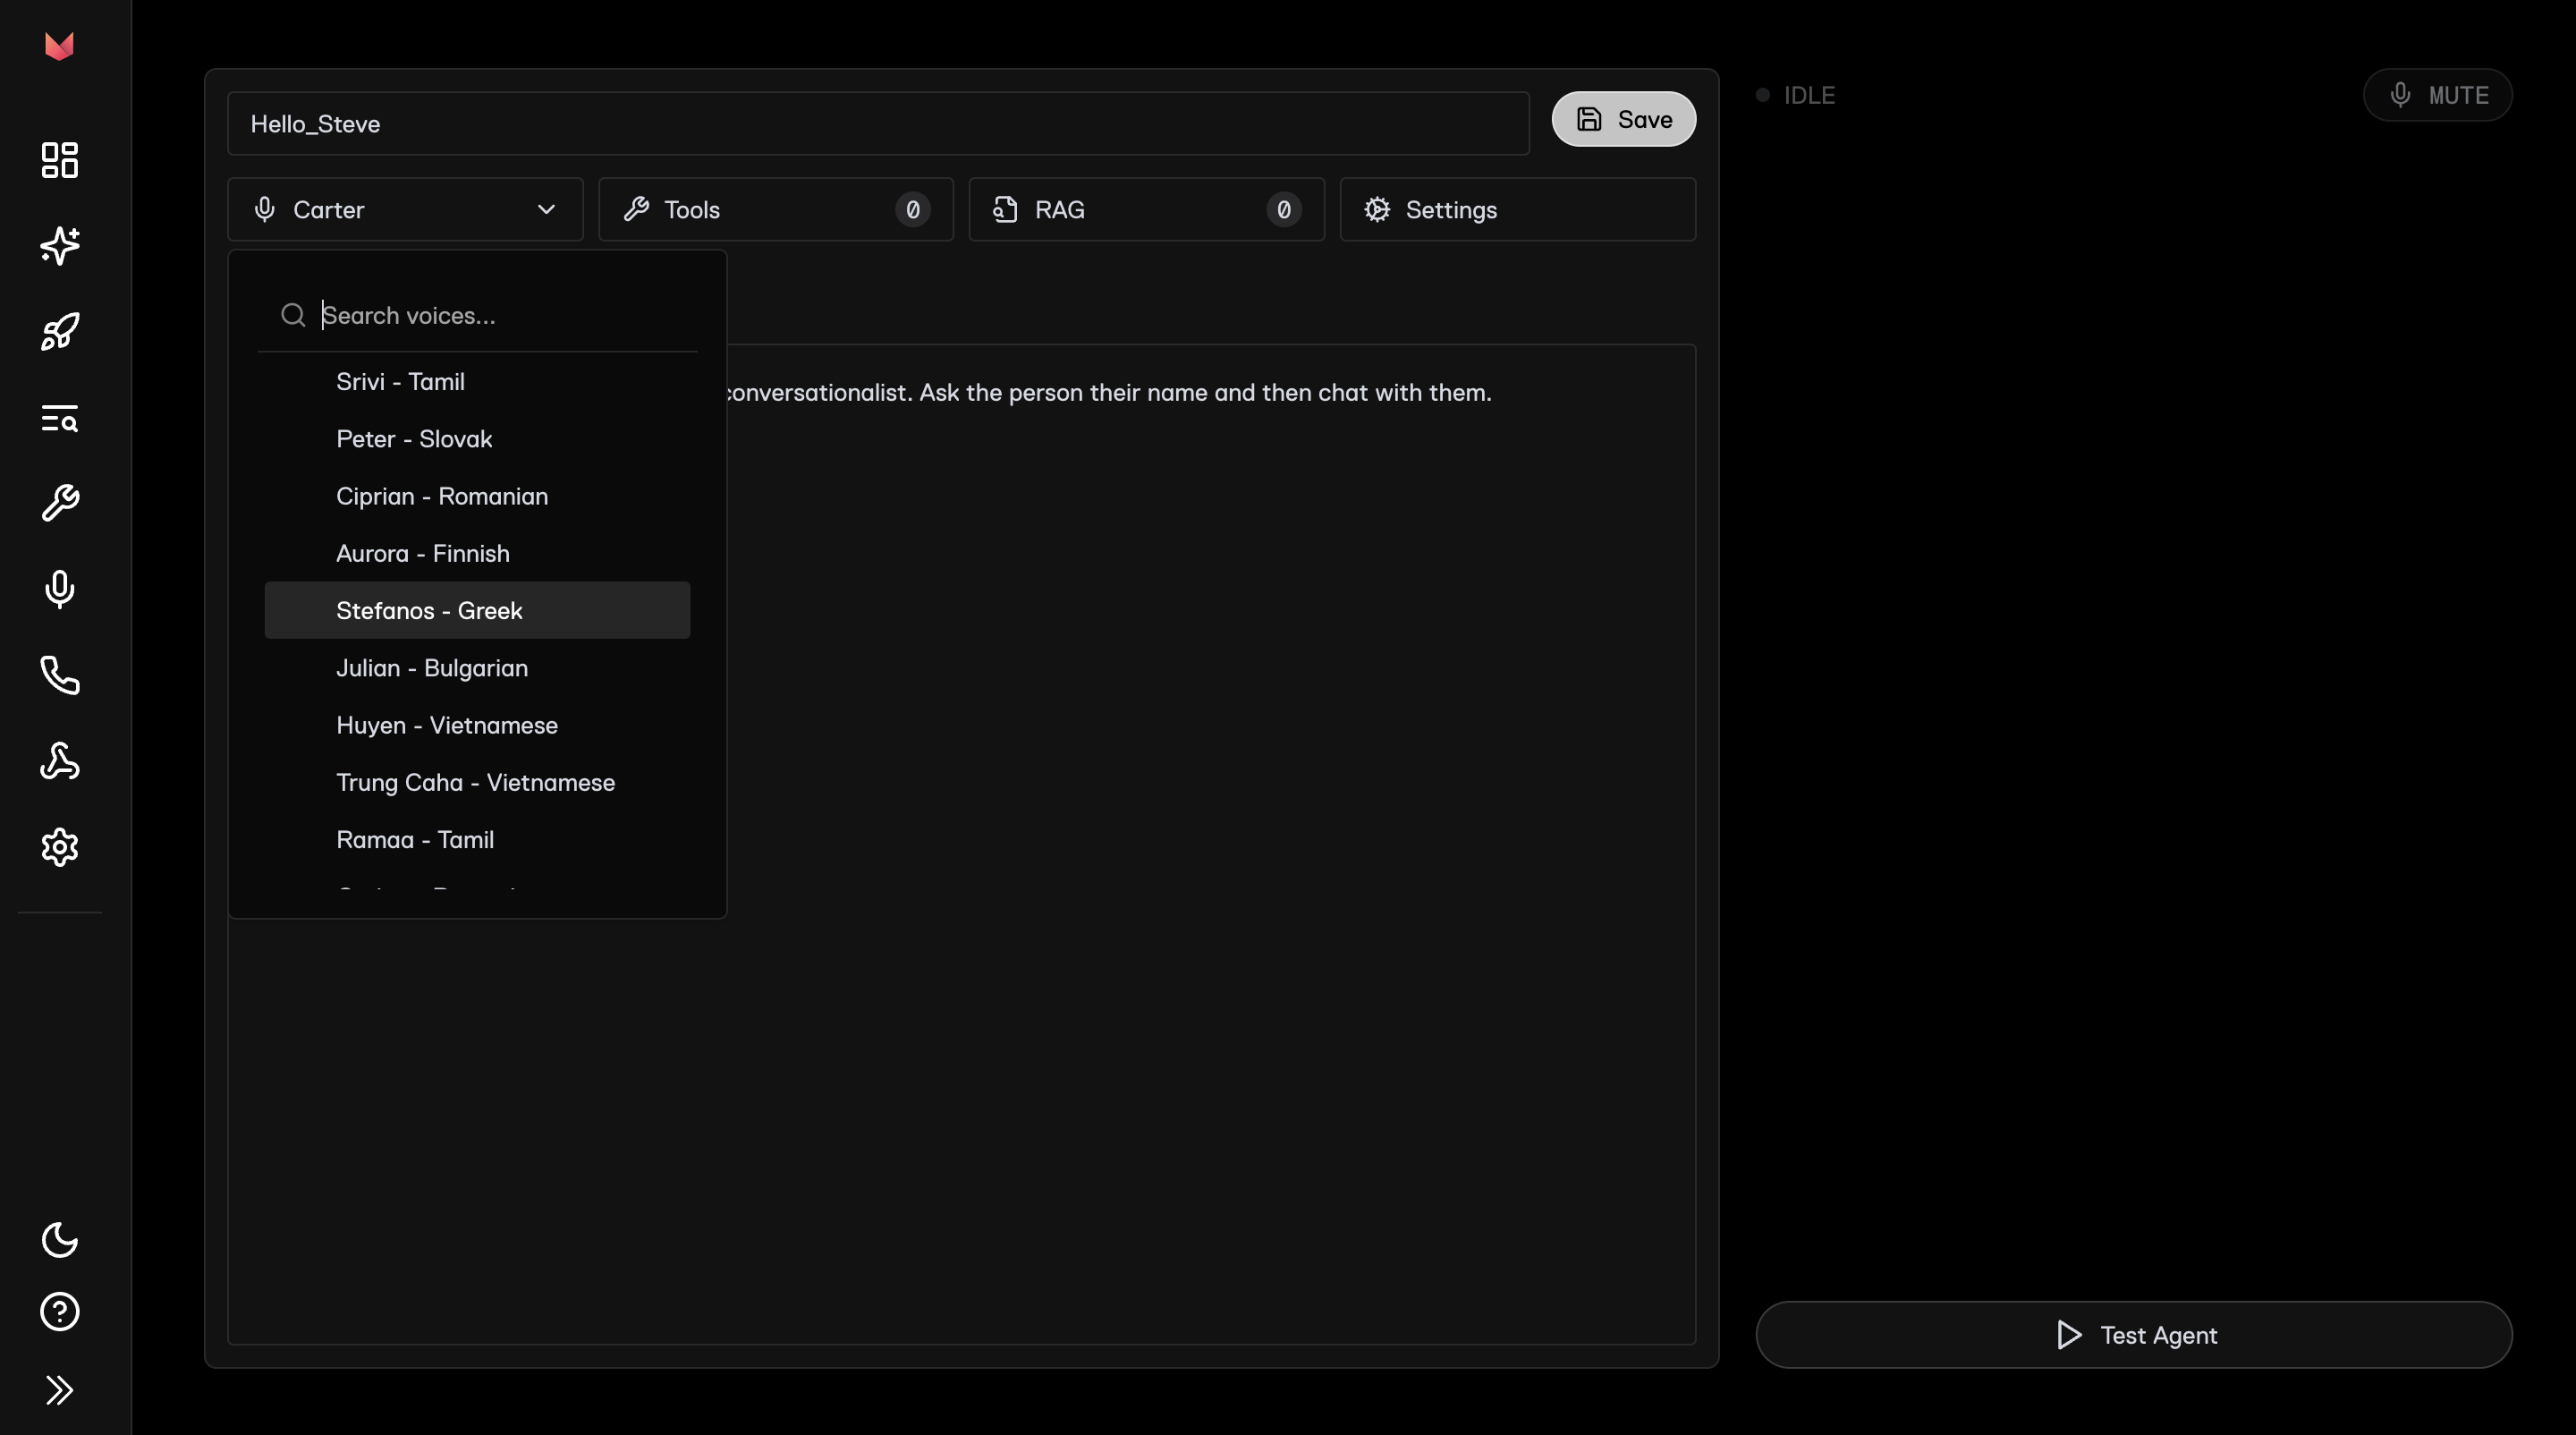 Hello_Steve
Save
IDLE
MUTE
Carter
Tools
0
RAG
0
Settings
Search voices...
Srivi - Tamil
conversationalist. Ask the person their name and then chat with them.
Peter - Slovak
Ciprian - Romanian
Aurora - Finnish
Stefanos - Greek
Julian - Bulgarian
Huyen - Vietnamese
Trung Caha - Vietnamese
Ramaa - Tamil
Test Agent